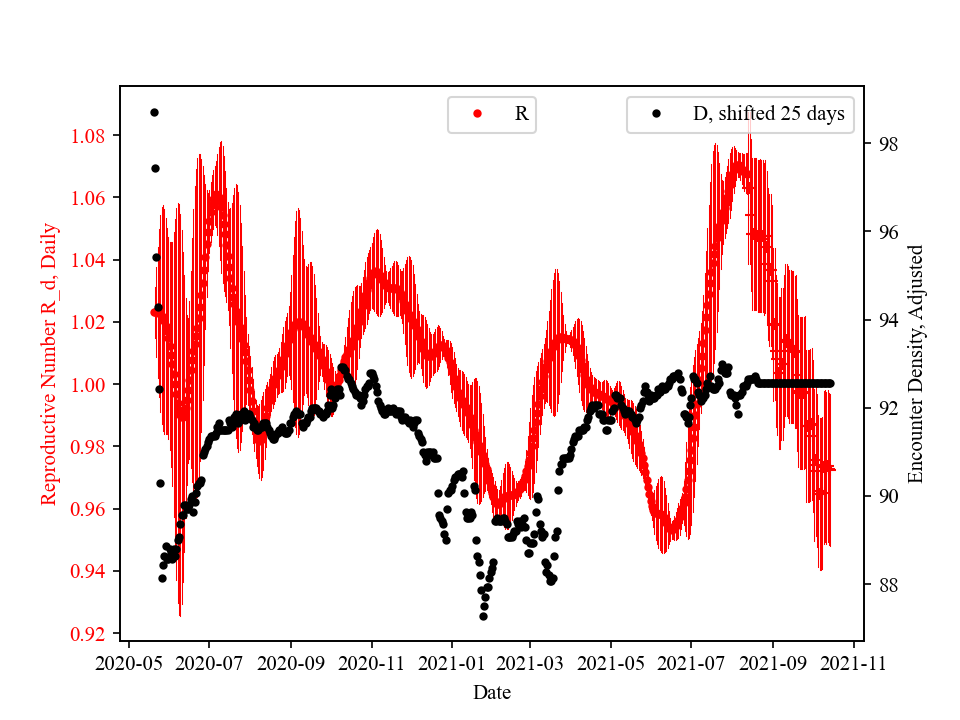 R
D, shifted 25 days
1.08
1.06
1.04
1.02
1.00
0.98
0.96
0.94
0.92
Reproductive Number R_d, Daily
98
96
94
92
90
88
Encounter Density, Adjusted
2020-05 2020-07 2020-09 2020-11 2021-01 2021-03 2021-05 2021-07 2021-09 2021-11
Date